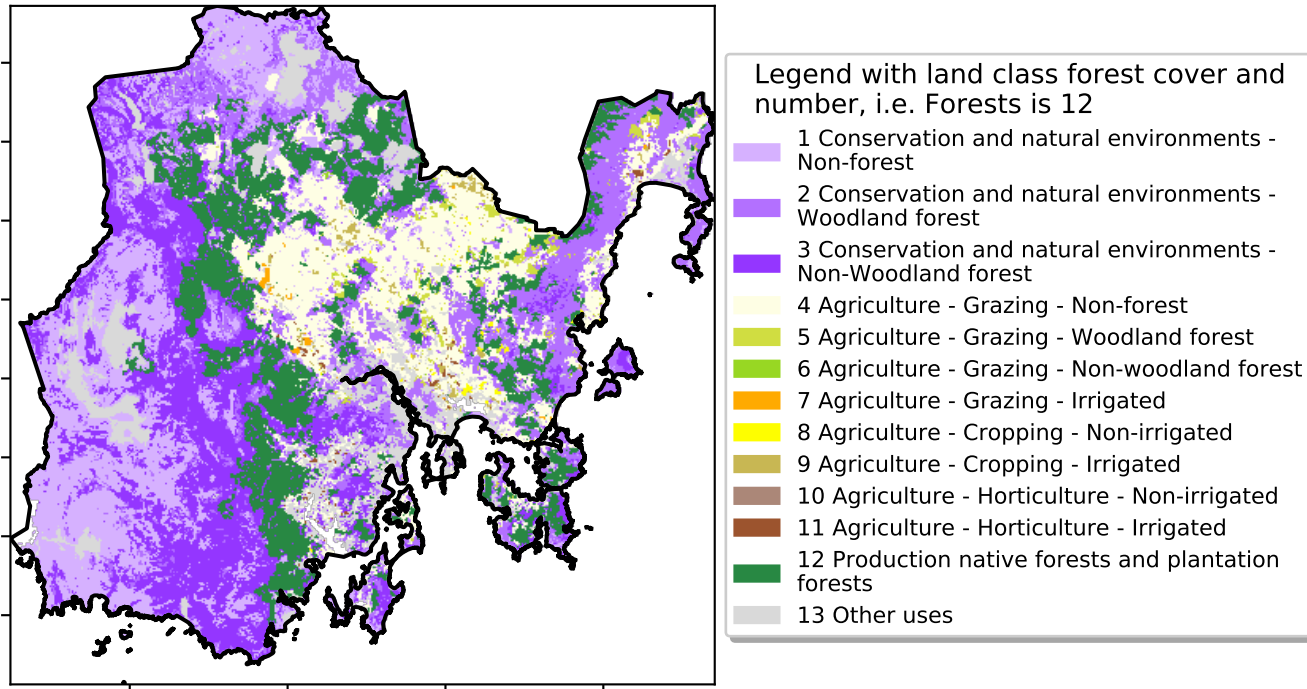 Legend with land class forest cover and
number, i.e. Forests is 12
1 Conservation and natural environments -
Non-forest
2 Conservation and natural environments -
Woodland forest
3 Conservation and natural environments -
Non-Woodland forest
4 Agriculture - Grazing - Non-forest
5 Agriculture - Grazing - Woodland forest
6 Agriculture - Grazing - Non-woodland forest
7 Agriculture - Grazing - Irrigated
8 Agriculture - Cropping - Non-irrigated
9 Agriculture - Cropping - Irrigated
10 Agriculture - Horticulture - Non-irrigated
11 Agriculture - Horticulture - Irrigated
12 Production native forests and plantation
forests
13 Other uses